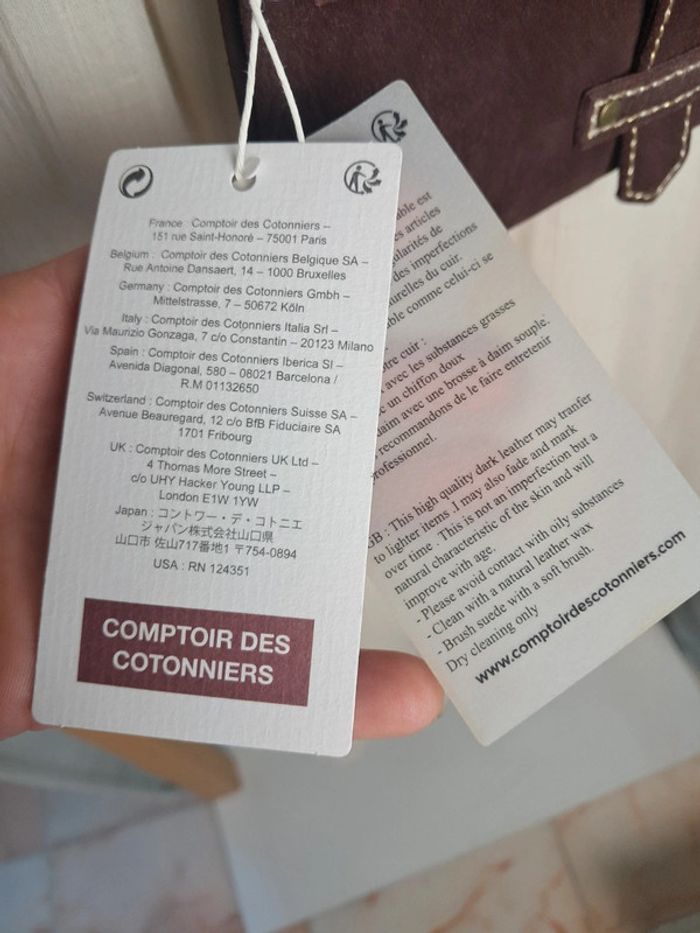 France : Comptoir des Cotonniers –
151 rue Saint-Honoré – 75001 Paris
Belgium : Comptoir des Cotonniers Belgique SA –
Rue Antoine Dansaert, 14 – 1000 Bruxelles
Germany : Comptoir des Cotonniers Gmbh –
Mittelstrasse, 7 – 50672 Köln
Italy : Comptoir des Cotonniers Italia Srl –
Via Maurizio Gonzaga, 7 c/o Constantin – 20123 Milano
Spain : Comptoir des Cotonniers Iberica Sl –
Avenida Diagonal, 580 – 08021 Barcelona /
R.M 01132650
Switzerland : Comptoir des Cotonniers Suisse SA –
Avenue Beauregard, 12 c/o BfB Fiduciaire SA
1701 Fribourg
UK : Comptoir des Cotonniers UK Ltd –
4 Thomas More Street –
c/o UHY Hacker Young LLP –
London E1W 1YW
Japan : コントワー・デ・コトニエ
ジャパン株式会社山口県
山口市 佐山717番地1 〒754-0894
USA : RN 124351
COMPTOIR DES
COTONNIERS
est
articles
de
des imperfections
du cuir.
comme celui-ci se
cuir :
avec les substances grasses
un chiffon doux
avec une brosse à daim souple.
recommandons de le faire entretenir
GB : This high quality dark leather may tranfer
to lighter items .I may also fade and mark
over time . This is not an imperfection but a
natural characteristic of the skin and will
improve with age.
- Please avoid contact with oily substances
- Clean with a natural leather wax
- Brush suede with a soft brush.
Dry cleaning only
www.comptoirdescotonniers.com